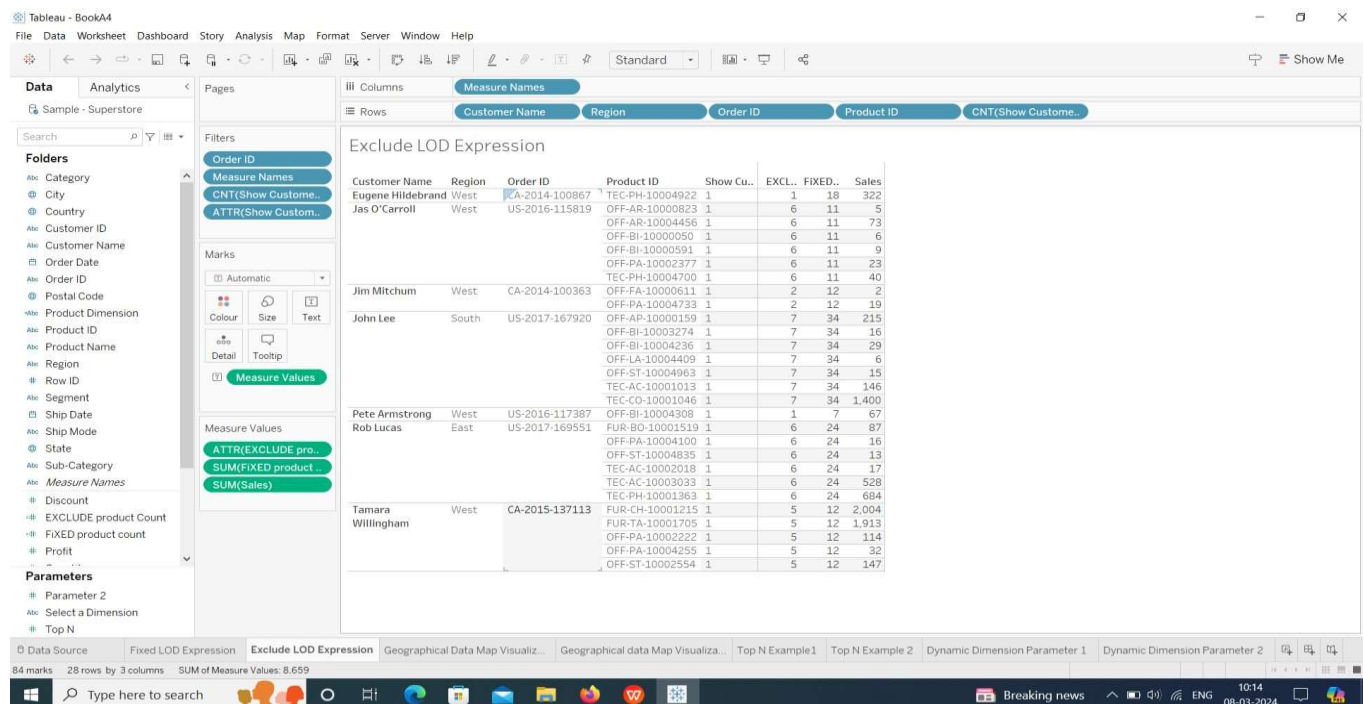 Tableau - BookA4
File Data Worksheet Dashboard Story Analysis Map Format Server Window Help
Standard
Show Me
Data Analytics
Pages
iii Columns Measure Names
Sample - Superstore
Rows Customer Name Region Order ID Product ID CNT(Show Custome..
Search
Filters
Folders
Order ID
Measure Names
CNT(Show Custome..
ATTR(Show Custom..
Abc Category
City
Country
Abc Customer ID
Abc Customer Name
Order Date
Abc Order ID
Postal Code
Abc Product Dimension
Abc Product ID
Abc Product Name
Abc Region
# Row ID
Abc Segment
Ship Date
Abc Ship Mode
State
Abc Sub-Category
Abc Measure Names
# Discount
EXCLUDE product Count
FiXED product count
# Profit
Parameters
# Parameter 2
Abc Select a Dimension
# Top N
Marks
Automatic
Colour Size Text
Detail Tooltip
Measure Values
Measure Values
ATTR(EXCLUDE pro..
SUM(FiXED product ..
SUM(Sales)
Exclude LOD Expression
Customer Name Region Order ID Product ID Show Cu.. EXCL.. FiXED.. Sales
Eugene Hildebrand West CA-2014-100867 TEC-PH-10004922 1 1 18 322
Jas O'Carroll West US-2016-115819 OFF-AR-10000823 1 6 11 5
OFF-AR-10004456 1 6 11 73
OFF-BI-10000050 1 6 11 6
OFF-BI-10000591 1 6 11 9
OFF-PA-10002377 1 6 11 23
TEC-PH-10004700 1 6 11 40
Jim Mitchum West CA-2014-100363 OFF-FA-10000611 1 2 12 2
OFF-PA-10004733 1 2 12 19
John Lee South US-2017-167920 OFF-AP-10000159 1 7 34 215
OFF-BI-10003274 1 7 34 16
OFF-BI-10004236 1 7 34 29
OFF-LA-10004409 1 7 34 6
OFF-ST-10004963 1 7 34 15
TEC-AC-10001013 1 7 34 146
TEC-CO-10001046 1 7 34 1,400
Pete Armstrong West US-2016-117387 OFF-BI-10004308 1 1 7 67
Rob Lucas East US-2017-169551 FUR-BO-10001519 1 6 24 87
OFF-PA-10004100 1 6 24 16
OFF-ST-10004835 1 6 24 13
TEC-AC-10002018 1 6 24 17
TEC-AC-10003033 1 6 24 528
TEC-PH-10001363 1 6 24 684
Tamara West CA-2015-137113 FUR-CH-10001215 1 5 12 2,004
Willingham FUR-TA-10001705 1 5 12 1,913
OFF-PA-10002222 1 5 12 114
OFF-PA-10004255 1 5 12 32
OFF-ST-10002554 1 5 12 147
Data Source Fixed LOD Expression Exclude LOD Expression Geographical Data Map Visualiz... Geographical data Map Visualiza... Top N Example1 Top N Example 2 Dynamic Dimension Parameter 1 Dynamic Dimension Parameter 2
84 marks 28 rows by 3 columns SUM of Measure Values: 8,659
Type here to search
Breaking news ENG 10:14
08-03-2024